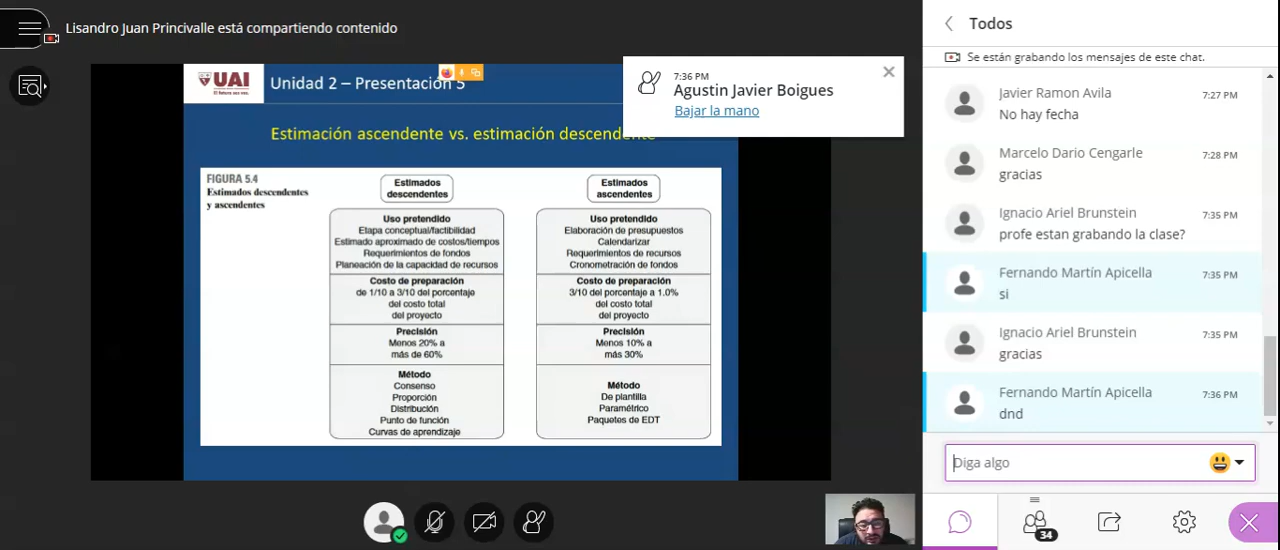 Lisandro Juan Princivalle está compartiendo contenido
UAI
Unidad 2 – Presentación 5
Estimación ascendente vs. estimación descendente
7:36 PM
Agustin Javier Boigues
Bajar la mano
FIGURA 5.4
Estimados descendentes
y ascendentes
Estimados
descendentes
Uso pretendido
Etapa conceptual/factibilidad
Estimado aproximado de costos/tiempos
Requerimientos de fondos
Planeación de la capacidad de recursos
Costo de preparación
de 1/10 a 3/10 del porcentaje
del costo total
del proyecto
Precisión
Menos 20% a
más de 60%
Método
Consenso
Proporción
Distribución
Punto de función
Curvas de aprendizaje
Estimados
ascendentes
Uso pretendido
Elaboración de presupuestos
Calendarizar
Requerimientos de recursos
Cronometración de fondos
Costo de preparación
3/10 del porcentaje a 1.0%
del costo total
del proyecto
Precisión
Menos 10% a
más 30%
Método
De plantilla
Paramétrico
Paquetes de EDT
Todos
Se están grabando los mensajes de este chat.
Javier Ramon Avila 7:27 PM
No hay fecha
Marcelo Dario Cengarle 7:28 PM
gracias
Ignacio Ariel Brunstein 7:35 PM
profe estan grabando la clase?
Fernando Martín Apicella 7:35 PM
si
Ignacio Ariel Brunstein 7:35 PM
gracias
Fernando Martín Apicella 7:36 PM
dnd
Diga algo
34